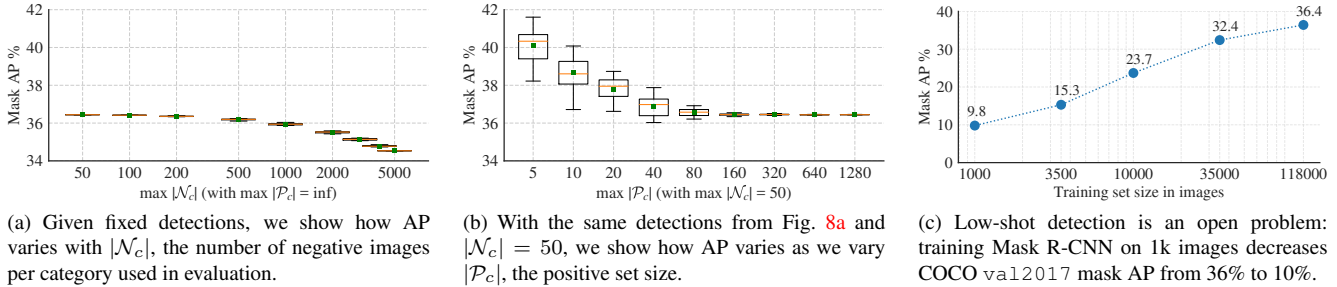 42
40
38
36
34
Mask AP %
50 100 200 500 1000 2000 5000
max |𝒩c| (with max |𝒫c| = inf)
(a) Given fixed detections, we show how AP
varies with |𝒩c|, the number of negative images
per category used in evaluation.
42
40
38
36
34
Mask AP %
5 10 20 40 80 160 320 640 1280
max |𝒫c| (with max |𝒩c| = 50)
(b) With the same detections from Fig. 8a and
|𝒩c| = 50, we show how AP varies as we vary
|𝒫c|, the positive set size.
40
30
20
10
0
Mask AP %
9.8
15.3
23.7
32.4
36.4
1000 3500 10000 35000 118000
Training set size in images
(c) Low-shot detection is an open problem:
training Mask R-CNN on 1k images decreases
COCO val2017 mask AP from 36% to 10%.